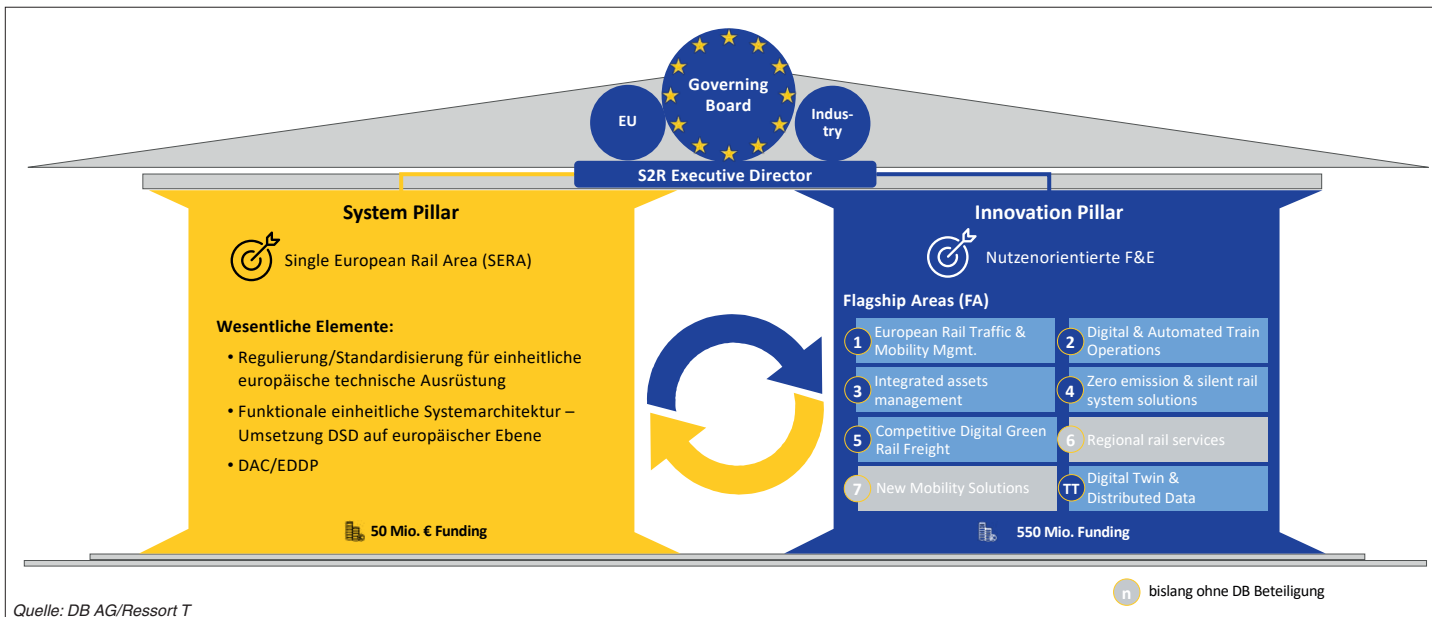 Governing
Board
EU
Indus-
try
S2R Executive Director
System Pillar
Single European Rail Area (SERA)
Wesentliche Elemente:
• Regulierung/Standardisierung für einheitliche
europäische technische Ausrüstung
• Funktionale einheitliche Systemarchitektur –
Umsetzung DSD auf europäischer Ebene
• DAC/EDDP
50 Mio. € Funding
Innovation Pillar
Nutzenorientierte F&E
Flagship Areas (FA)
1 European Rail Traffic &
Mobility Mgmt.
2 Digital & Automated Train
Operations
3 Integrated assets
management
4 Zero emission & silent rail
system solutions
5 Competitive Digital Green
Rail Freight
6 Regional rail services
7 New Mobility Solutions
TT Digital Twin &
Distributed Data
550 Mio. Funding
n bislang ohne DB Beteiligung
Quelle: DB AG/Ressort T